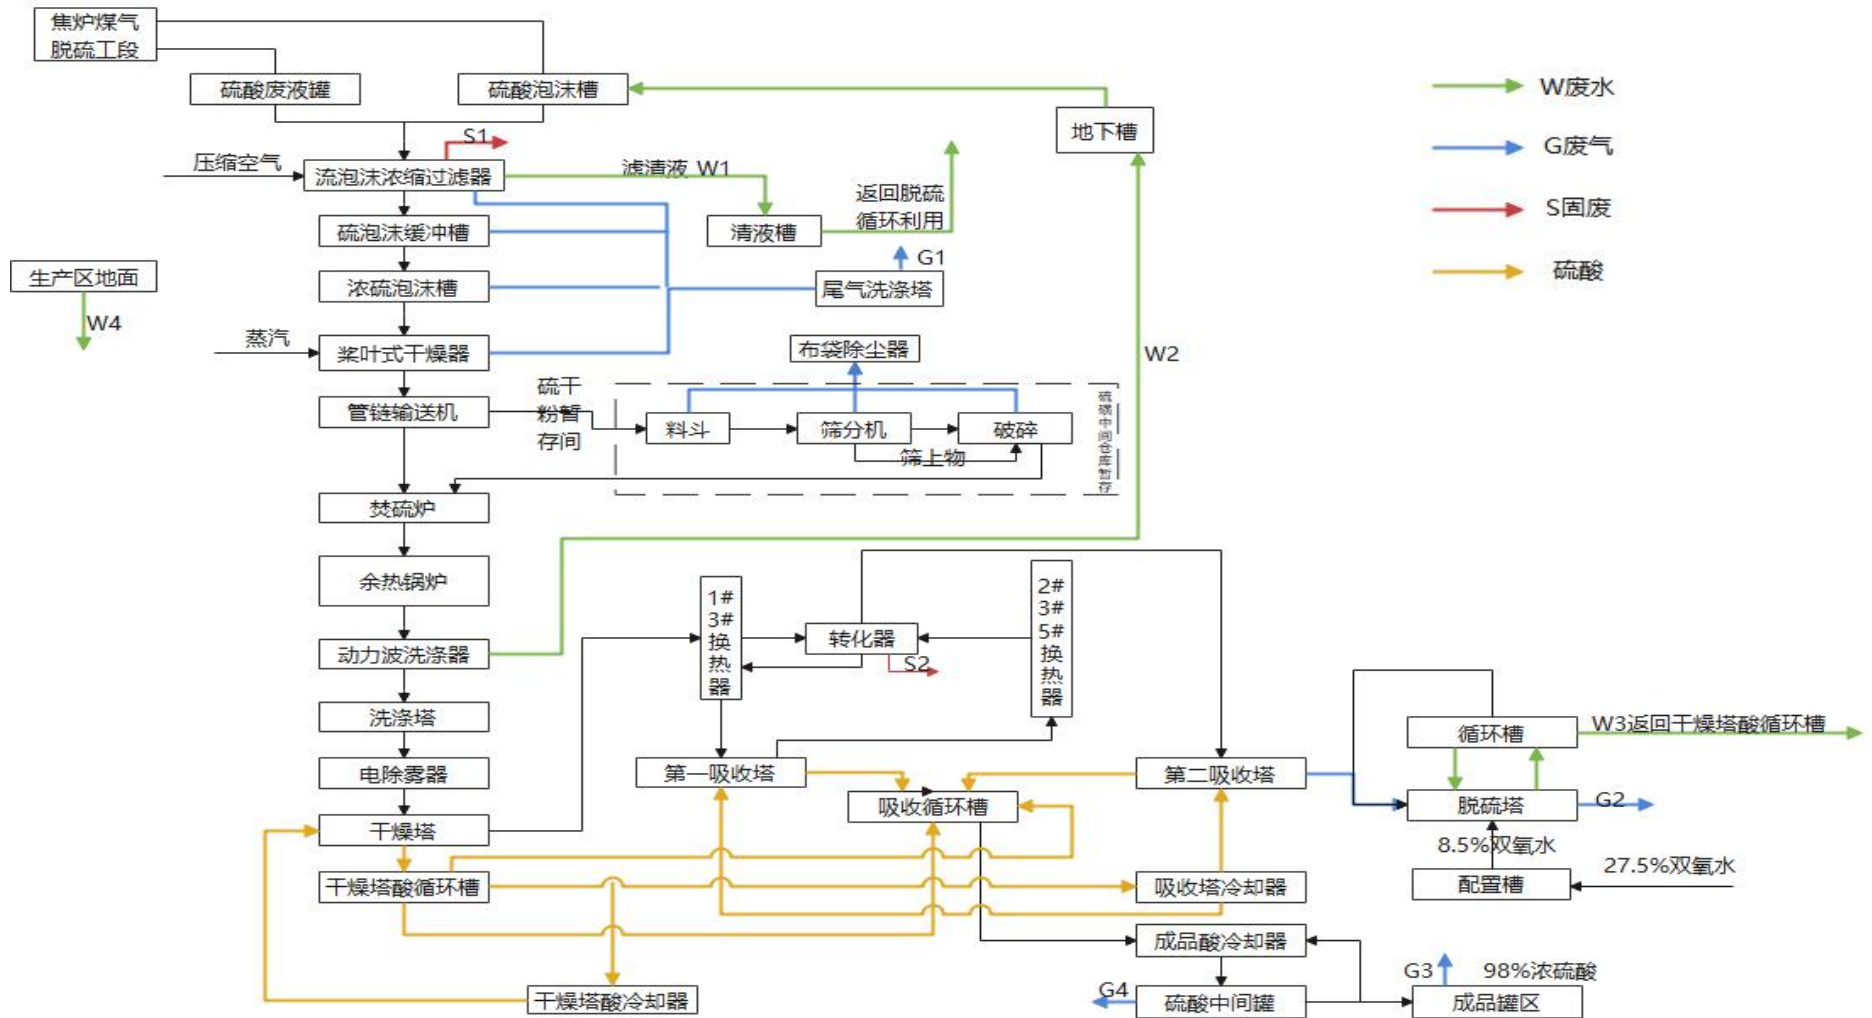 焦炉煤气
脱硫工段
硫酸废液罐
硫酸泡沫槽
W废水
地下槽
G废气
S1
压缩空气
流泡沫浓缩过滤器
滤清液 W1
返回脱硫
循环利用
S固废
硫泡沫缓冲槽
清液槽
G1
硫酸
生产区地面
浓硫泡沫槽
尾气洗涤塔
W4
蒸汽
桨叶式干燥器
布袋除尘器
W2
硫干
粉暂
存间
管链输送机
料斗
筛分机
破碎
筛上物
硫
磺
中
间
仓
库
暂
存
焚硫炉
余热锅炉
1#
3#
换
热
器
转化器
2#
3#
5#
换
热
器
动力波洗涤器
S2
洗涤塔
循环槽
W3返回干燥塔酸循环槽
电除雾器
第一吸收塔
第二吸收塔
吸收循环槽
脱硫塔
G2
干燥塔
8.5%双氧水
27.5%双氧水
干燥塔酸循环槽
吸收塔冷却器
配置槽
成品酸冷却器
G3
98%浓硫酸
干燥塔酸冷却器
G4
硫酸中间罐
成品罐区